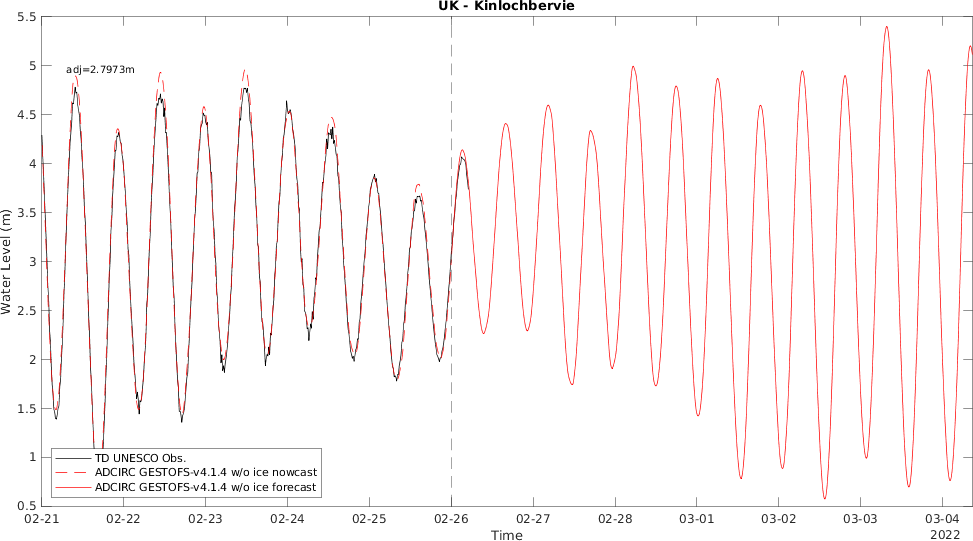 UK - Kinlochbervie
5.5
5
4.5
4
3.5
3
2.5
2
1.5
1
0.5
Water Level (m)
adj=2.7973m
TD UNESCO Obs.
ADCIRC GESTOFS-v4.1.4 w/o ice nowcast
ADCIRC GESTOFS-v4.1.4 w/o ice forecast
02-21 02-22 02-23 02-24 02-25 02-26 02-27 02-28 03-01 03-02 03-03 03-04
2022
Time